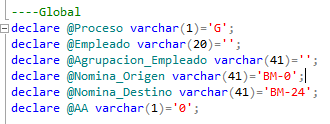 ----Global
declare @Proceso varchar(1)='G';
declare @Empleado varchar(20)='';
declare @Agrupacion_Empleado varchar(41)='';
declare @Nomina_Origen varchar(41)='BM-0';
declare @Nomina_Destino varchar(41)='BM-24';
declare @AA varchar(1)='0';